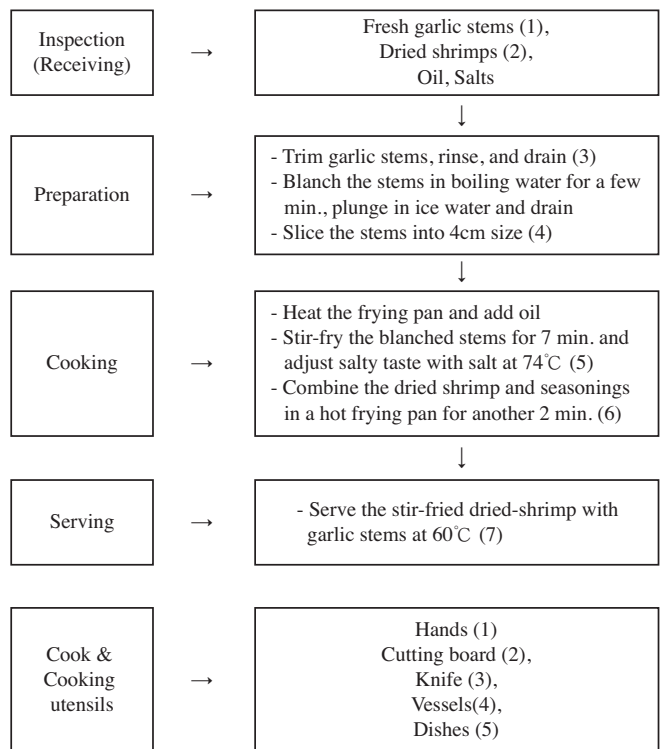 Inspection
(Receiving)
→
Fresh garlic stems (1),
Dried shrimps (2),
Oil, Salts
↓
Preparation
→
- Trim garlic stems, rinse, and drain (3)
- Blanch the stems in boiling water for a few
min., plunge in ice water and drain
- Slice the stems into 4cm size (4)
↓
Cooking
→
- Heat the frying pan and add oil
- Stir-fry the blanched stems for 7 min. and
adjust salty taste with salt at 74℃ (5)
- Combine the dried shrimp and seasonings
in a hot frying pan for another 2 min. (6)
↓
Serving
→
- Serve the stir-fried dried-shrimp with
garlic stems at 60℃ (7)
Cook &
Cooking
utensils
→
Hands (1)
Cutting board (2),
Knife (3),
Vessels(4),
Dishes (5)